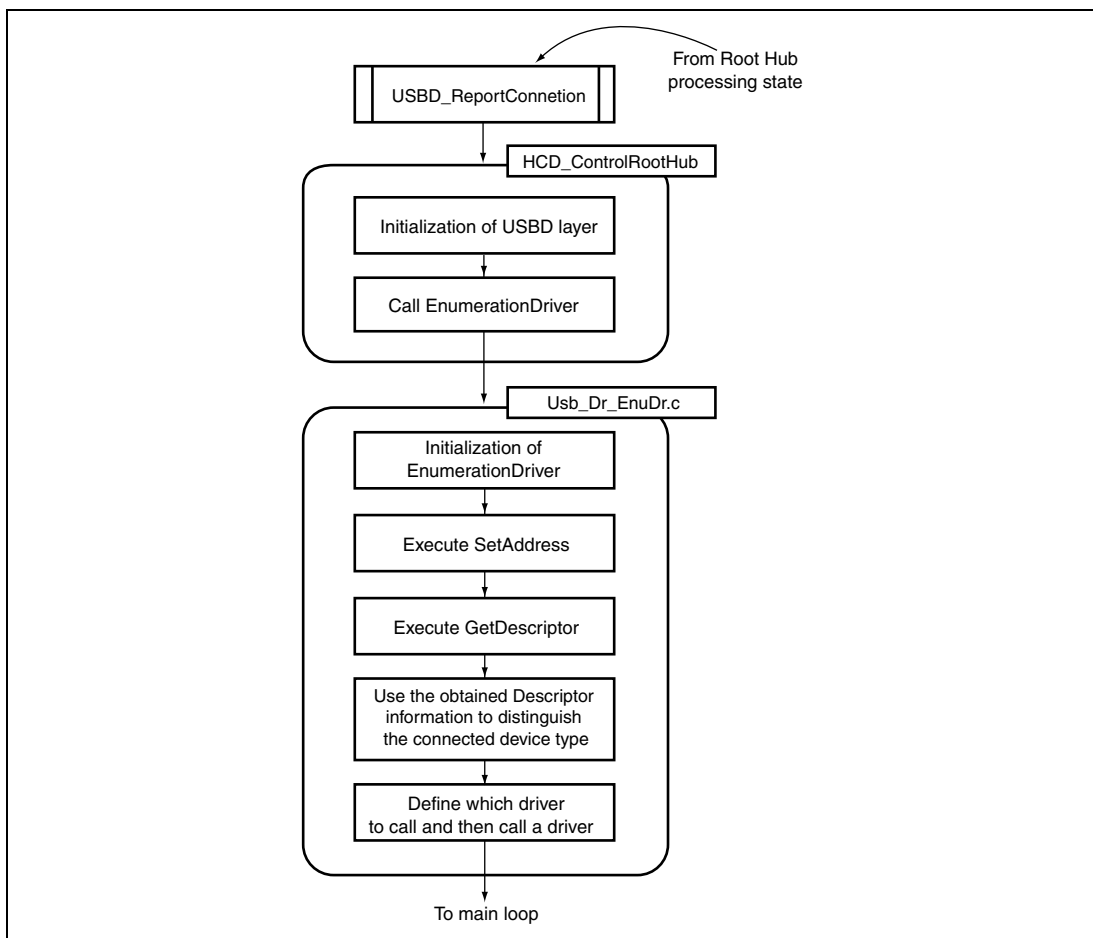 From Root Hub
processing state
USBD_ReportConnetion
HCD_ControlRootHub
Initialization of USBD layer
Call EnumerationDriver
Usb_Dr_EnuDr.c
Initialization of
EnumerationDriver
Execute SetAddress
Execute GetDescriptor
Use the obtained Descriptor
information to distinguish
the connected device type
Define which driver
to call and then call a driver
To main loop